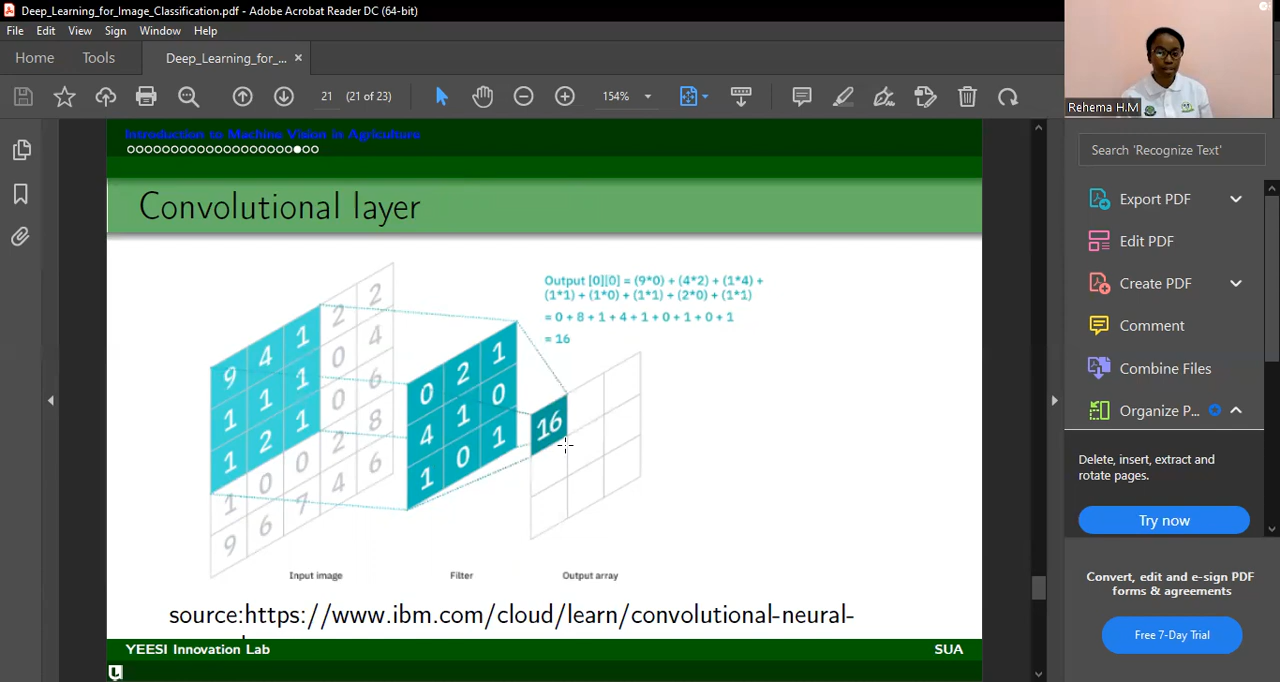 Deep_Learning_for_Image_Classification.pdf - Adobe Acrobat Reader DC (64-bit)
File Edit View Sign Window Help
Home Tools Deep_Learning_for_... ×
21 (21 of 23) 154%
Rehema H.M
Introduction to Machine Vision in Agriculture
Convolutional layer
Output [0][0] = (9*0) + (4*2) + (1*4) +
(1*1) + (1*0) + (1*1) + (2*0) + (1*1)
= 0 + 8 + 1 + 4 + 1 + 0 + 1 + 0 + 1
= 16
9 4 1 2 2
1 1 1 0 4
1 2 1 0 6
1 0 0 2 8
9 6 7 4 6
0 2 1
4 1 0
1 0 1
16
Input image
Filter
Output array
source:https://www.ibm.com/cloud/learn/convolutional-neural-
YEESI Innovation Lab SUA
Search 'Recognize Text'
Export PDF
Edit PDF
Create PDF
Comment
Combine Files
Organize P...
Delete, insert, extract and
rotate pages.
Try now
Convert, edit and e-sign PDF
forms & agreements
Free 7-Day Trial